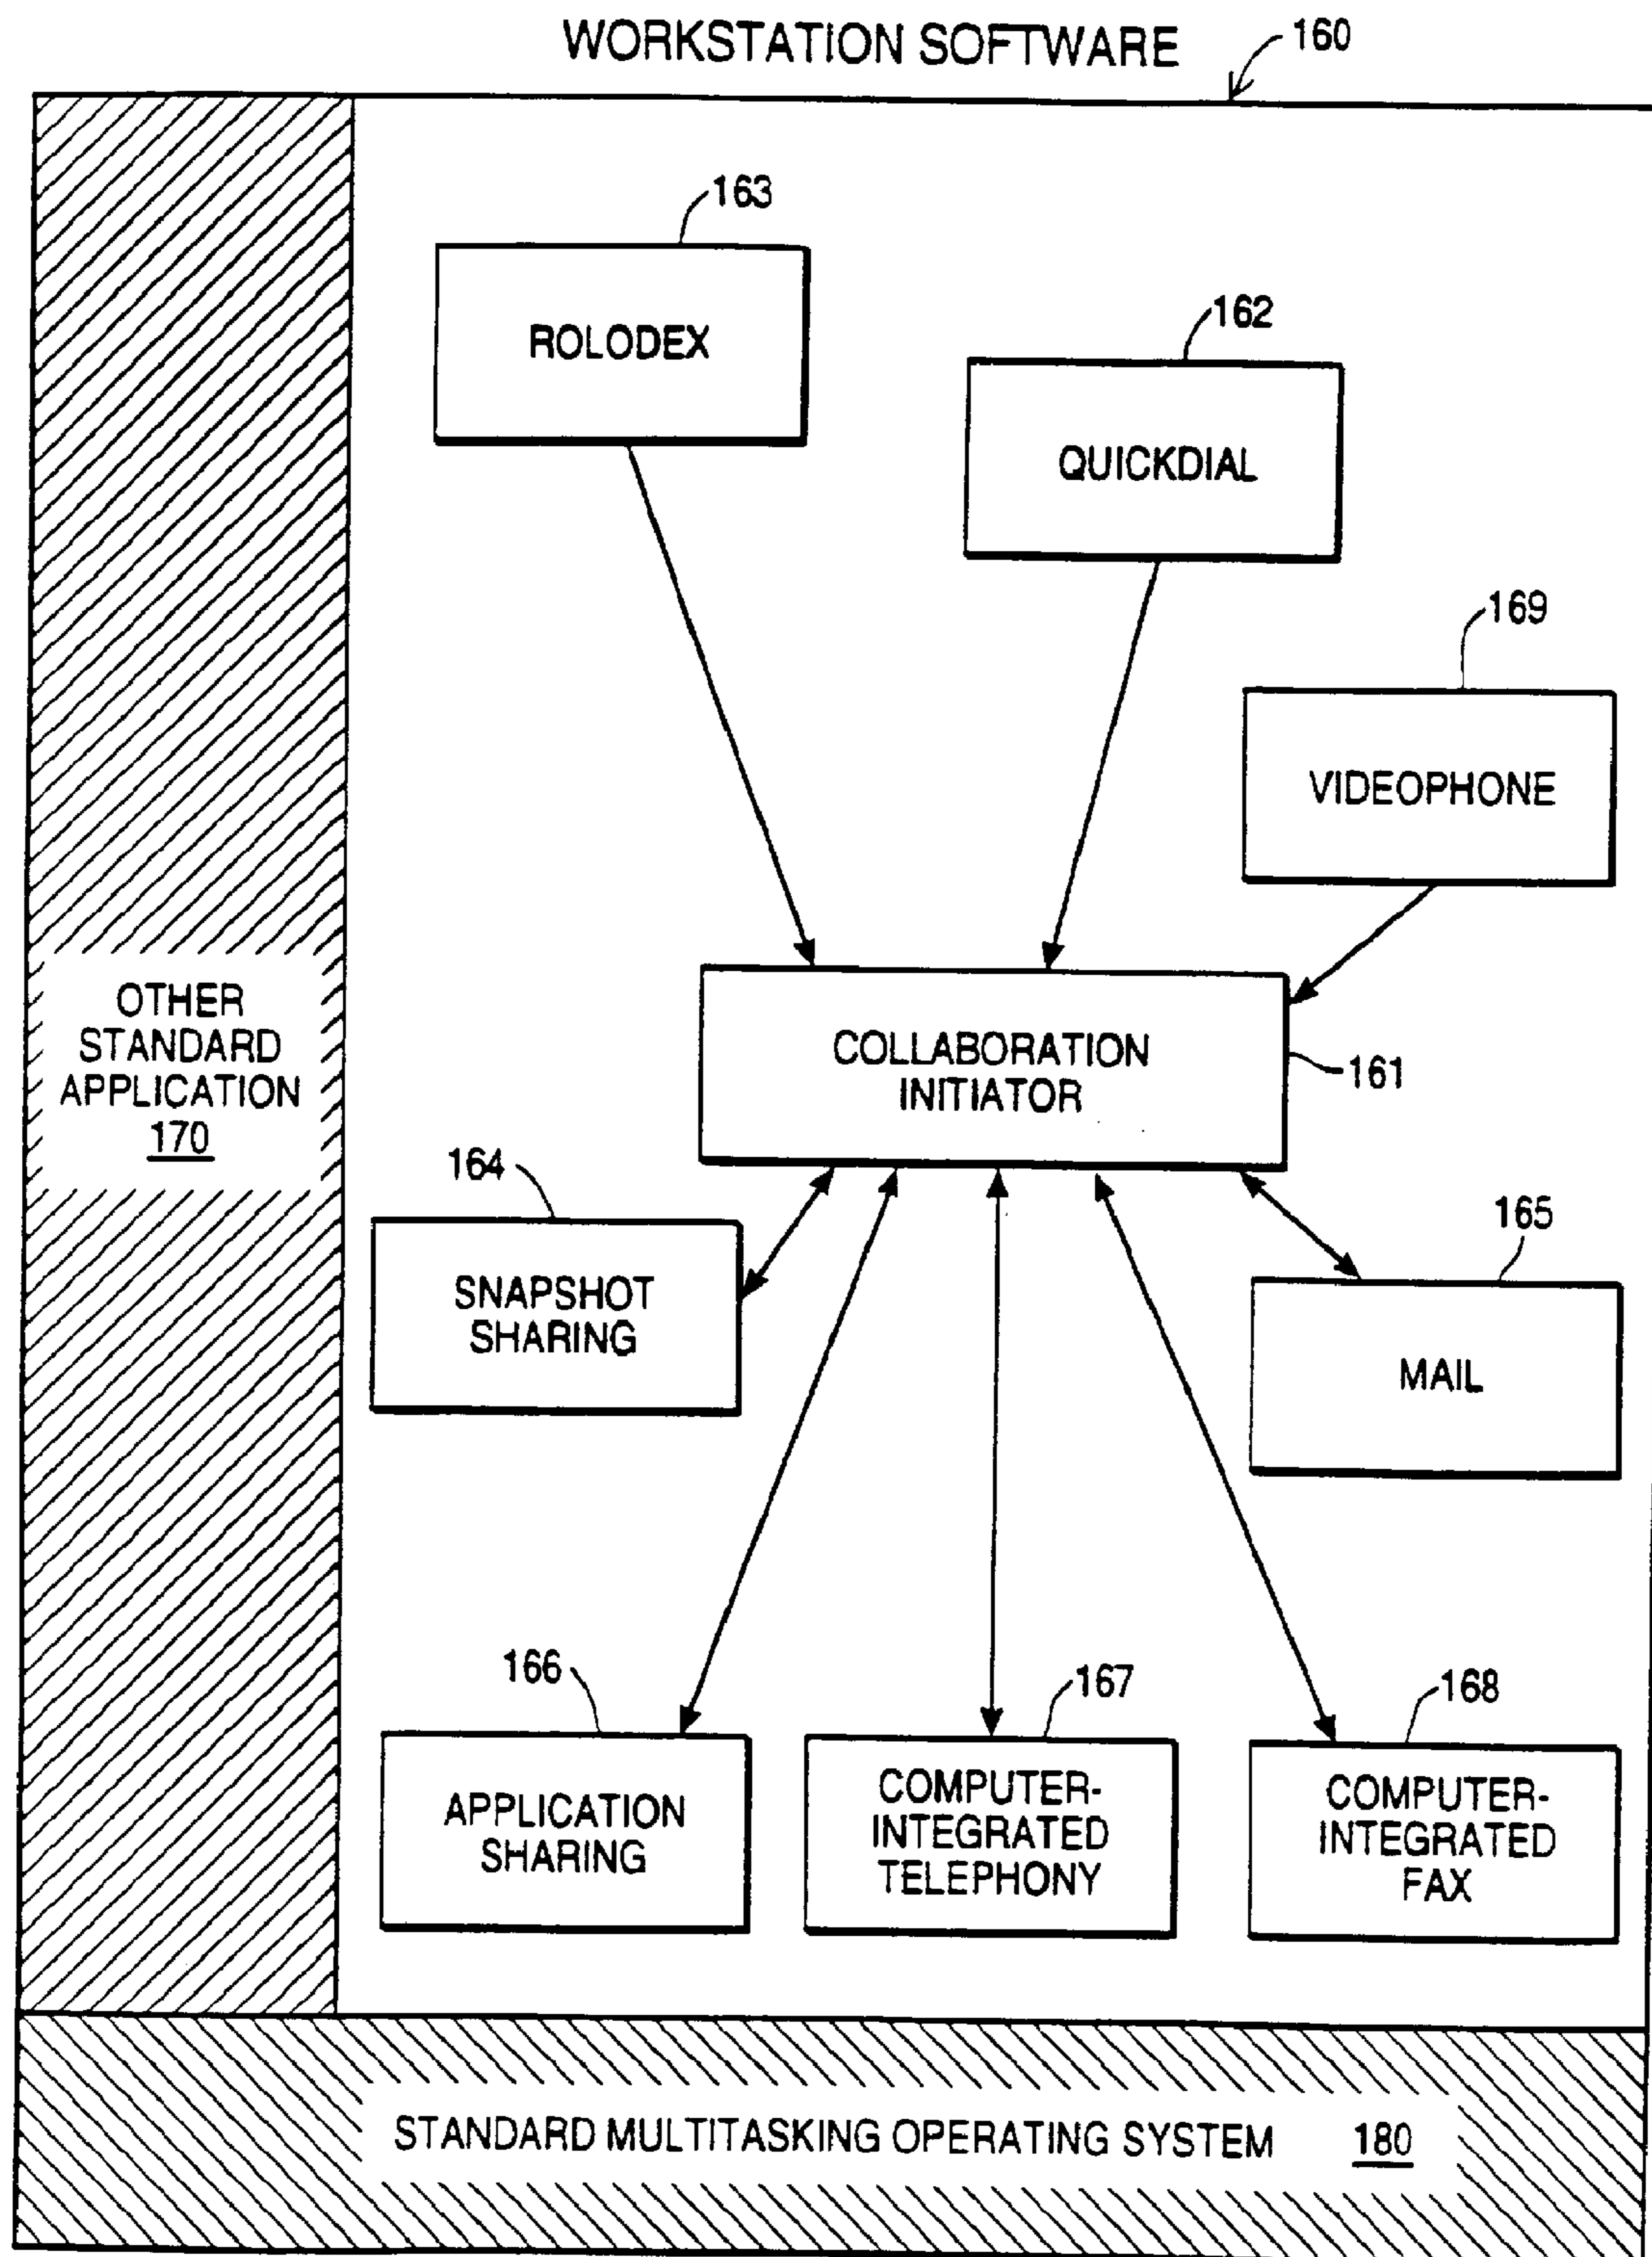 WORKSTATION SOFTWARE
160
163
ROLODEX
162
QUICKDIAL
169
VIDEOPHONE
OTHER
STANDARD
APPLICATION
170
COLLABORATION
INITIATOR
161
164
SNAPSHOT
SHARING
165
MAIL
166
APPLICATION
SHARING
167
COMPUTER-
INTEGRATED
TELEPHONY
168
COMPUTER-
INTEGRATED
FAX
STANDARD MULTITASKING OPERATING SYSTEM 180